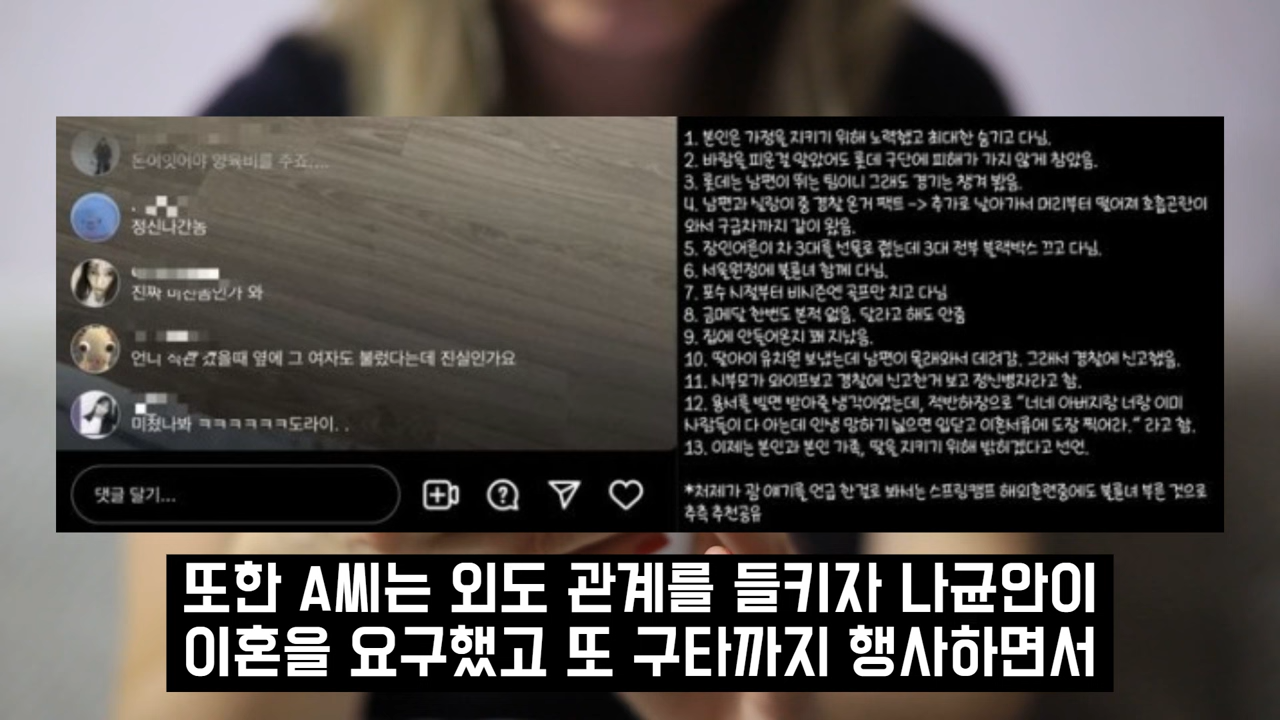 돈이잇어야 양육비를 주죠....
정신나간놈
진짜 미친놈인가 와
언니 직관 갔을때 옆에 그 여자도 불렀다는데 진실인가요
미쳤나봐 ㅋㅋㅋㅋㅋㅋ도라이. .
댓글 달기...
1. 본인은 가정을 지키기 위해 노력했고 최대한 숨기고 다님.
2. 바람을 피운걸 알았어도 롯데 구단에 피해가 가지 않게 참았음.
3. 롯데는 남편이 뛰는 팀이니 그래도 경기는 챙겨 봤음.
4. 남편과 실랑이 중 경찰 온거 팩트 -> 추가로 날아가서 머리부터 떨어져 호흡곤란이
와서 구급차까지 같이 왔음.
5. 장인어른이 차 3대를 선물로 줬는데 3대 전부 블랙박스 끄고 다님.
6. 서울원정에 불륜녀 함께 다님.
7. 포수 시절부터 비시즌엔 골프만 치고 다님
8. 금메달 한번도 본적 없음. 달라고 해도 안줌
9. 집에 안들어온지 꽤 지났음.
10. 딸아이 유치원 보냈는데 남편이 몰래와서 데려감. 그래서 경찰에 신고했음.
11. 시부모가 와이프보고 경찰에 신고한거 보고 정신병자라고 함.
12. 용서를 빌면 받아줄 생각이였는데, 적반하장으로 "너네 아버지랑 너랑 이미
사람들이 다 아는데 인생 망하기 싫으면 입닫고 이혼서류에 도장 찍어라." 라고 함.
13. 이제는 본인과 본인 가족, 딸을 지키기 위해 밝히겠다고 선언.
*처제가 괌 얘기를 언급 한걸로 봐서는 스프링캠프 해외훈련중에도 불륜녀 부른 것으로
추측 추천공유
또한 A씨는 외도 관계를 들키자 나균안이
이혼을 요구했고 또 구타까지 행사하면서